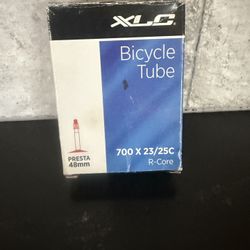 XLC
Bicycle
Tube
PRESTA
48mm
700 X 23/25C
R-Core